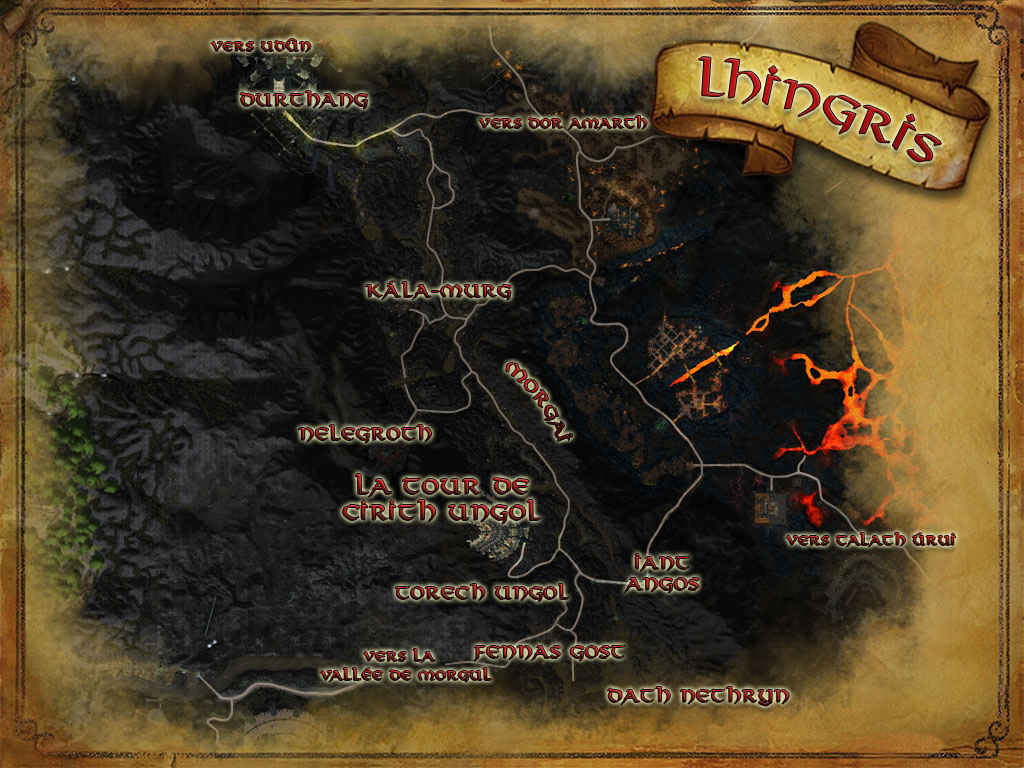 vers Udûn
Lhingris
Durthang
vers Dor Amarth
Kála-Murg
Morgai
Nelegroth
La Tour de
Cirith Ungol
vers Talath Úrui
Iant
Angos
Torech Ungol
Fennas Gost
vers la
Vallée de Morgul
Dath Nethryn